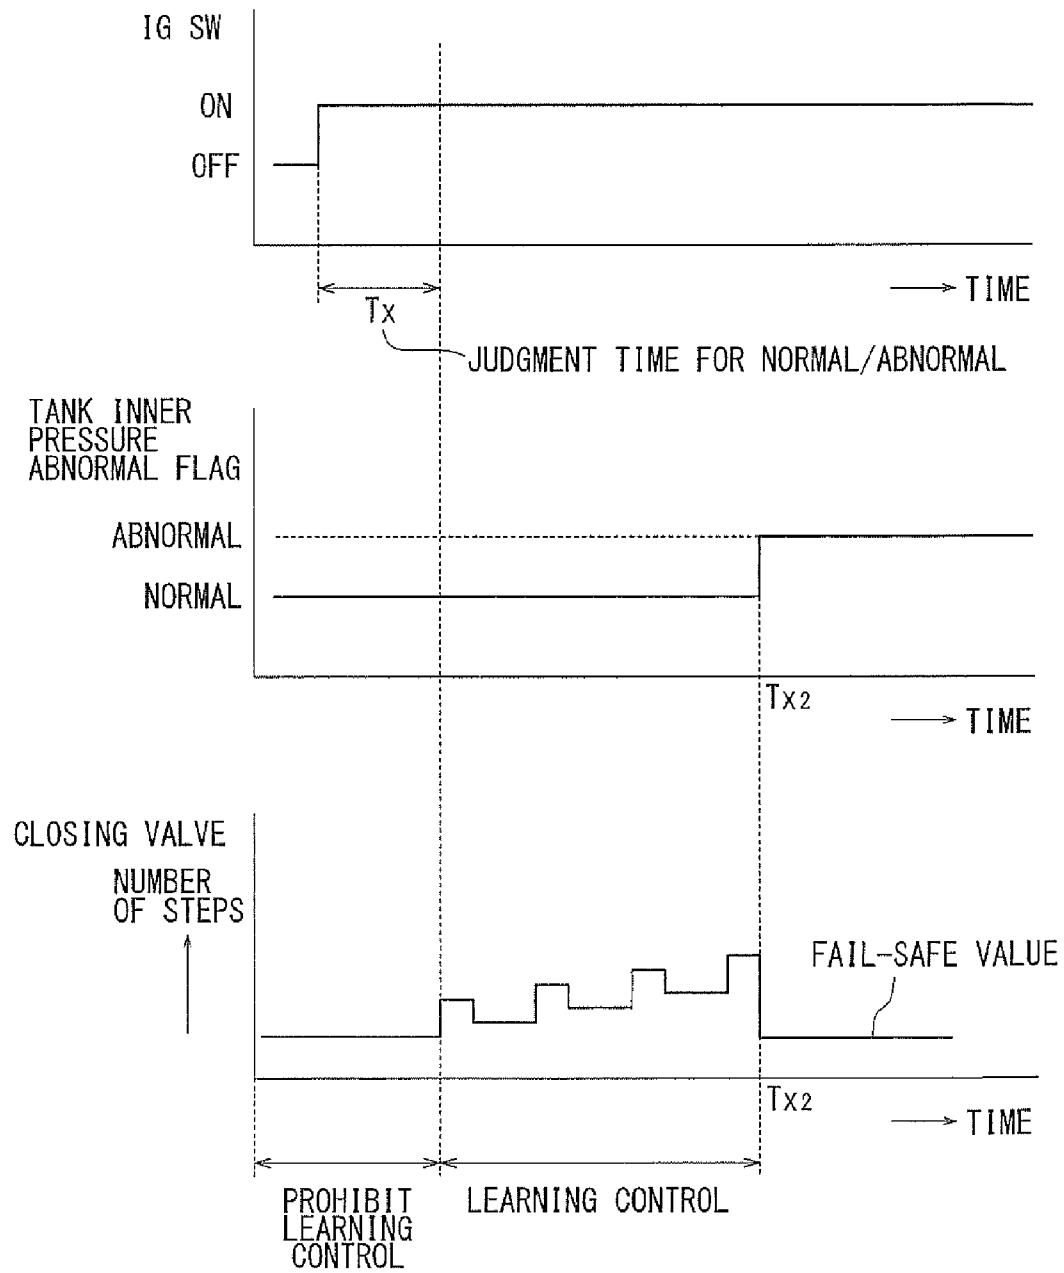 IG SW
ON
OFF
TIME
Tx
JUDGMENT TIME FOR NORMAL/ABNORMAL
TANK INNER
PRESSURE
ABNORMAL FLAG
ABNORMAL
NORMAL
Tx2
TIME
CLOSING VALVE
NUMBER
OF STEPS
FAIL-SAFE VALUE
Tx2
TIME
PROHIBIT
LEARNING
CONTROL
LEARNING CONTROL